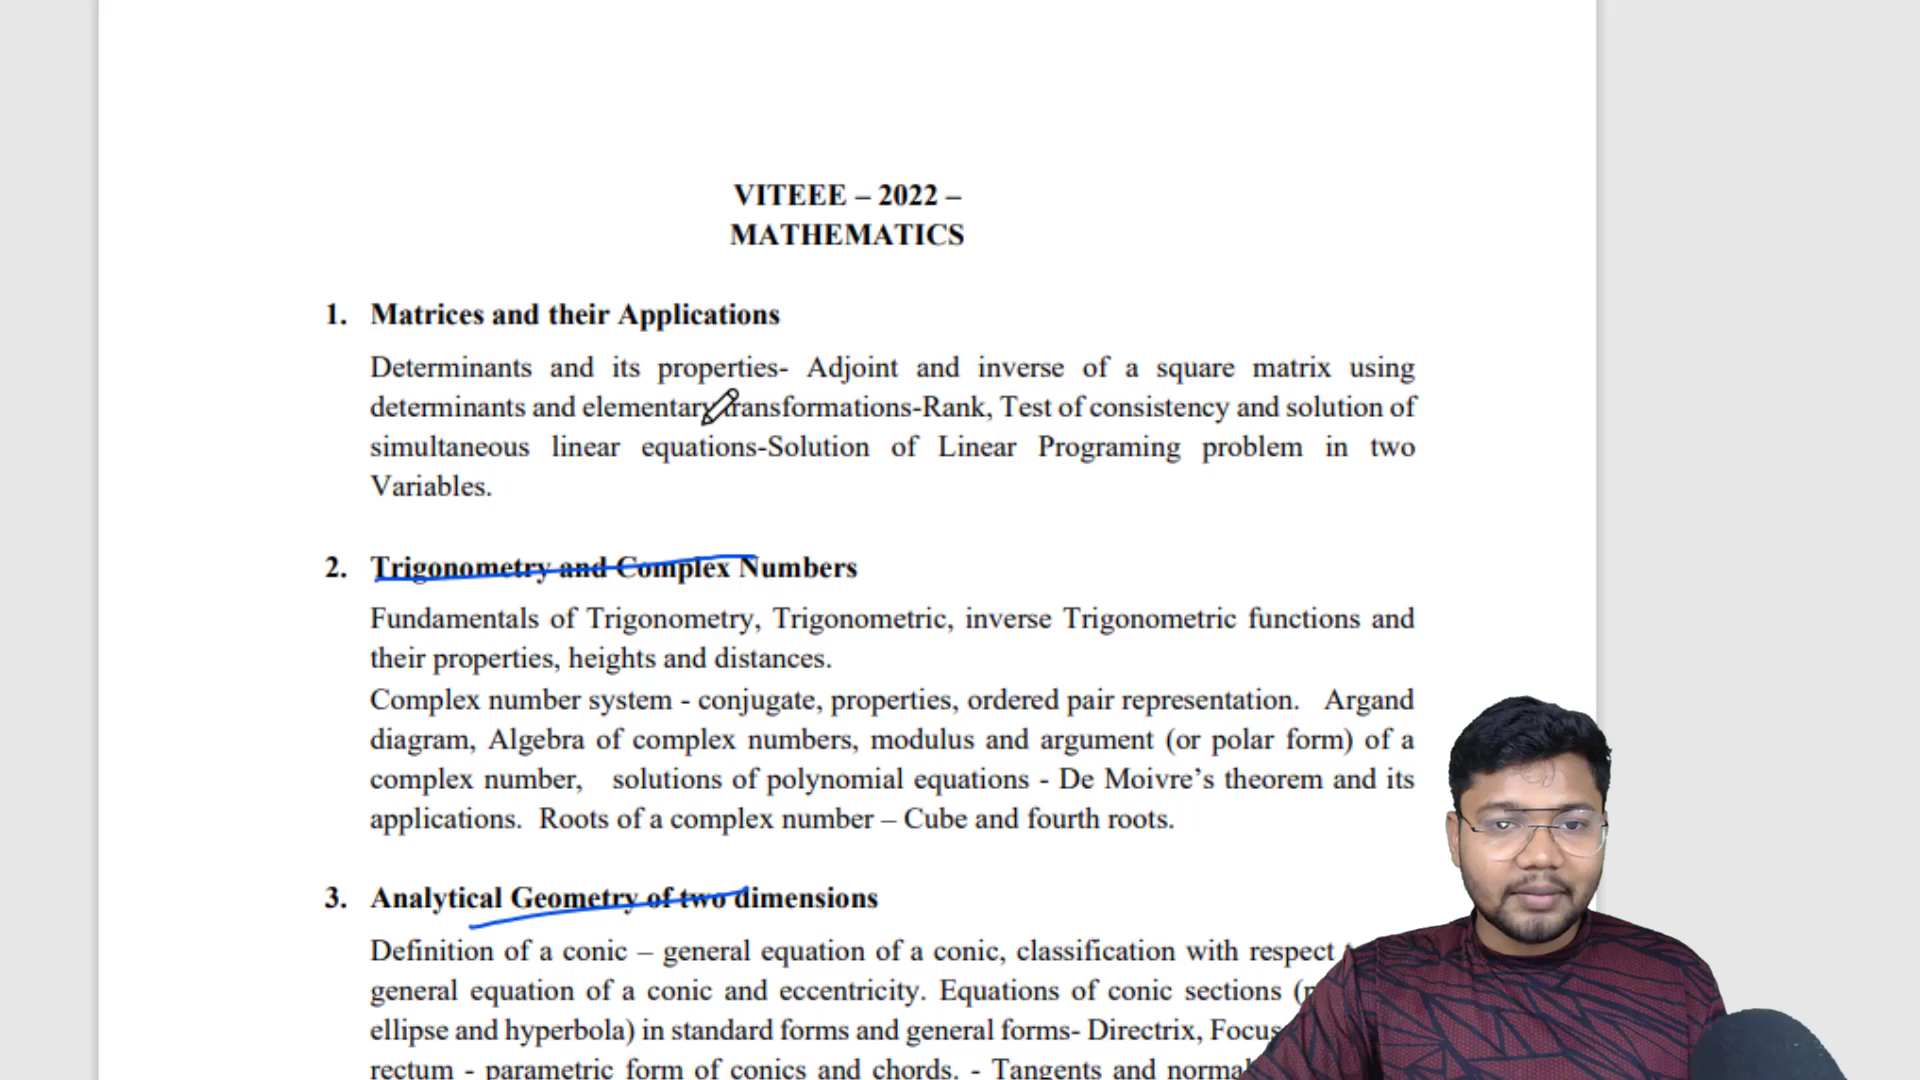 VITEEE – 2022 –
MATHEMATICS
1. Matrices and their Applications
Determinants and its properties- Adjoint and inverse of a square matrix using
determinants and elementary transformations-Rank, Test of consistency and solution of
simultaneous linear equations-Solution of Linear Programing problem in two
Variables.
2. Trigonometry and Complex Numbers
Fundamentals of Trigonometry, Trigonometric, inverse Trigonometric functions and
their properties, heights and distances.
Complex number system - conjugate, properties, ordered pair representation. Argand
diagram, Algebra of complex numbers, modulus and argument (or polar form) of a
complex number, solutions of polynomial equations - De Moivre’s theorem and its
applications. Roots of a complex number – Cube and fourth roots.
3. Analytical Geometry of two dimensions
Definition of a conic – general equation of a conic, classification with respect
general equation of a conic and eccentricity. Equations of conic sections
ellipse and hyperbola) in standard forms and general forms- Directrix, Focus
rectum - parametric form of conics and chords. - Tangents and